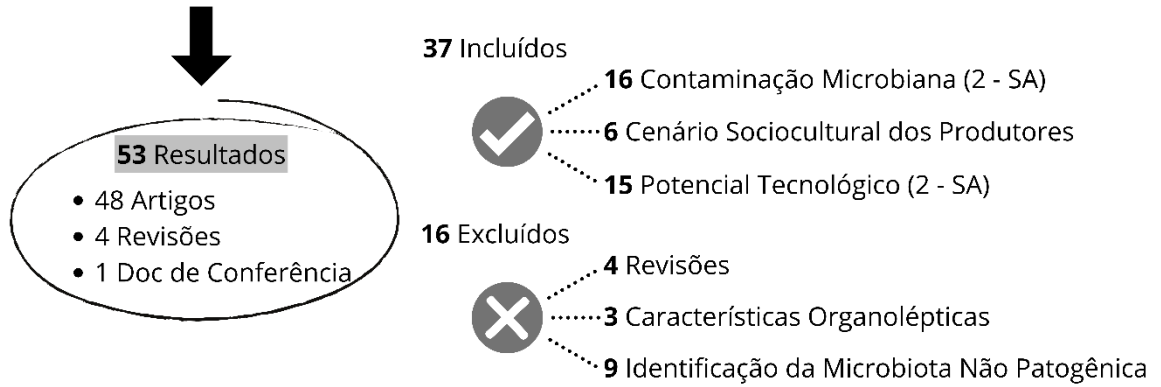 53 Resultados
• 48 Artigos
• 4 Revisões
• 1 Doc de Conferência
37 Incluídos
16 Contaminação Microbiana (2 - SA)
6 Cenário Sociocultural dos Produtores
15 Potencial Tecnológico (2 - SA)
16 Excluídos
4 Revisões
3 Características Organolépticas
9 Identificação da Microbiota Não Patogênica